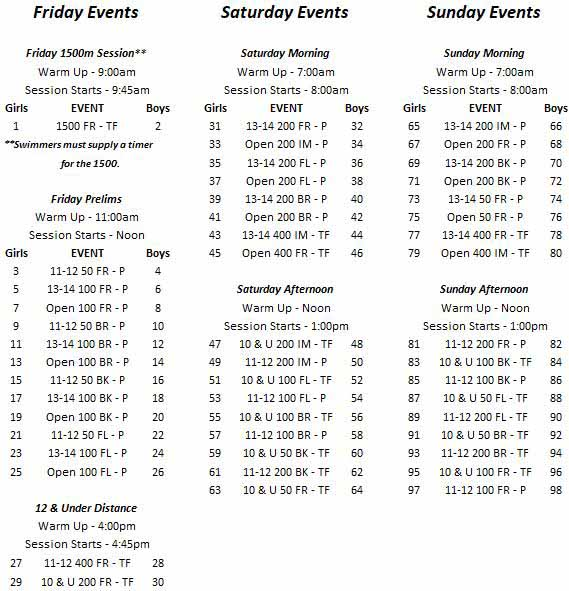 Friday Events
Friday 1500m Session**
Warm Up - 9:00am
Session Starts - 9:45am
Girls EVENT Boys
1 1500 FR - TF 2
**Swimmers must supply a timer
for the 1500.
Friday Prelims
Warm Up - 11:00am
Session Starts - Noon
Girls EVENT Boys
3 11-12 50 FR - P 4
5 13-14 100 FR - P 6
7 Open 100 FR - P 8
9 11-12 50 BR - P 10
11 13-14 100 BR - P 12
13 Open 100 BR - P 14
15 11-12 50 BK - P 16
17 13-14 100 BK - P 18
19 Open 100 BK - P 20
21 11-12 50 FL - P 22
23 13-14 100 FL - P 24
25 Open 100 FL - P 26
12 & Under Distance
Warm Up - 4:00pm
Session Starts - 4:45pm
27 11-12 400 FR - TF 28
29 10 & U 200 FR - TF 30
Saturday Events
Saturday Morning
Warm Up - 7:00am
Session Starts - 8:00am
Girls EVENT Boys
31 13-14 200 FR - P 32
33 Open 200 IM - P 34
35 13-14 200 FL - P 36
37 Open 200 FL - P 38
39 13-14 200 BR - P 40
41 Open 200 BR - P 42
43 13-14 400 IM - TF 44
45 Open 400 FR - TF 46
Saturday Afternoon
Warm Up - Noon
Session Starts - 1:00pm
47 10 & U 200 IM - TF 48
49 11-12 200 IM - P 50
51 10 & U 100 FL - TF 52
53 11-12 100 FL - P 54
55 10 & U 100 BR - TF 56
57 11-12 100 BR - P 58
59 10 & U 50 BK - TF 60
61 11-12 200 BK - TF 62
63 10 & U 50 FR - TF 64
Sunday Events
Sunday Morning
Warm Up - 7:00am
Session Starts - 8:00am
Girls EVENT Boys
65 13-14 200 IM - P 66
67 Open 200 FR - P 68
69 13-14 200 BK - P 70
71 Open 200 BK - P 72
73 13-14 50 FR - P 74
75 Open 50 FR - P 76
77 13-14 400 FR - TF 78
79 Open 400 IM - TF 80
Sunday Afternoon
Warm Up - Noon
Session Starts - 1:00pm
81 11-12 200 FR - P 82
83 10 & U 100 BK - TF 84
85 11-12 100 BK - P 86
87 10 & U 50 FL - TF 88
89 11-12 200 FL - TF 90
91 10 & U 50 BR - TF 92
93 11-12 200 BR - TF 94
95 10 & U 100 FR - TF 96
97 11-12 100 FR - P 98